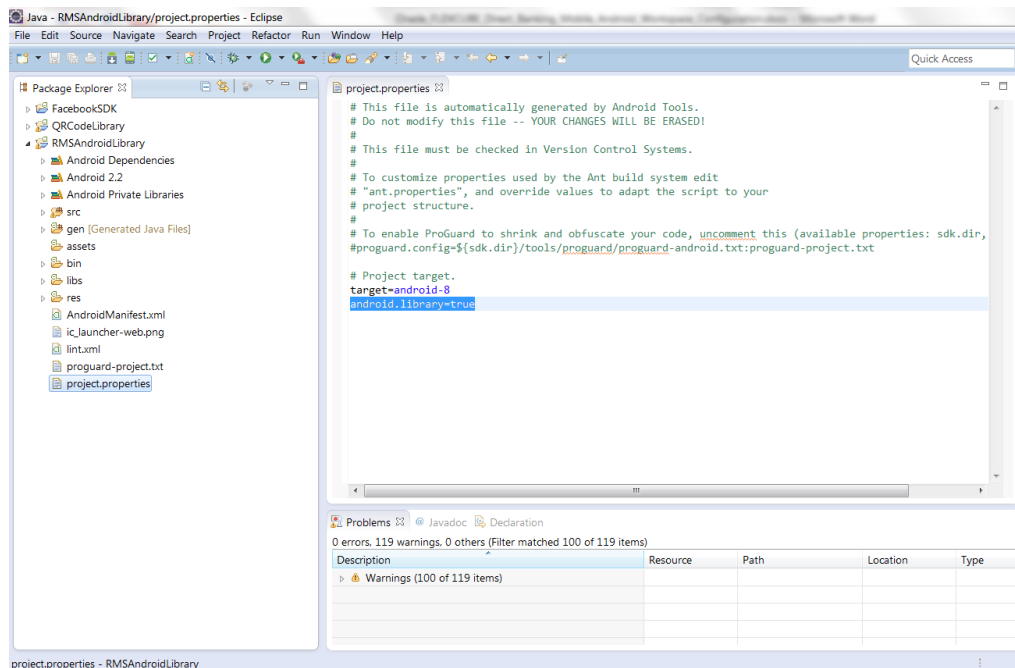 Java - RMSAndroidLibrary/project.properties - Eclipse
File Edit Source Navigate Search Project Refactor Run Window Help
Quick Access
Package Explorer
FacebookSDK
QRCodeLibrary
RMSAndroidLibrary
Android Dependencies
Android 2.2
Android Private Libraries
src
gen [Generated Java Files]
assets
bin
libs
res
AndroidManifest.xml
ic_launcher-web.png
lint.xml
proguard-project.txt
project.properties
project.properties
# This file is automatically generated by Android Tools.
# Do not modify this file -- YOUR CHANGES WILL BE ERASED!
#
# This file must be checked in Version Control Systems.
#
# To customize properties used by the Ant build system edit
# "ant.properties", and override values to adapt the script to your
# project structure.
#
# To enable ProGuard to shrink and obfuscate your code, uncomment this (available properties: sdk.dir,
#proguard.config=${sdk.dir}/tools/proguard/proguard-android.txt:proguard-project.txt
# Project target.
target=android-8
android.library=true
Problems @ Javadoc Declaration
0 errors, 119 warnings, 0 others (Filter matched 100 of 119 items)
Description Resource Path Location Type
Warnings (100 of 119 items)
project.properties - RMSAndroidLibrary